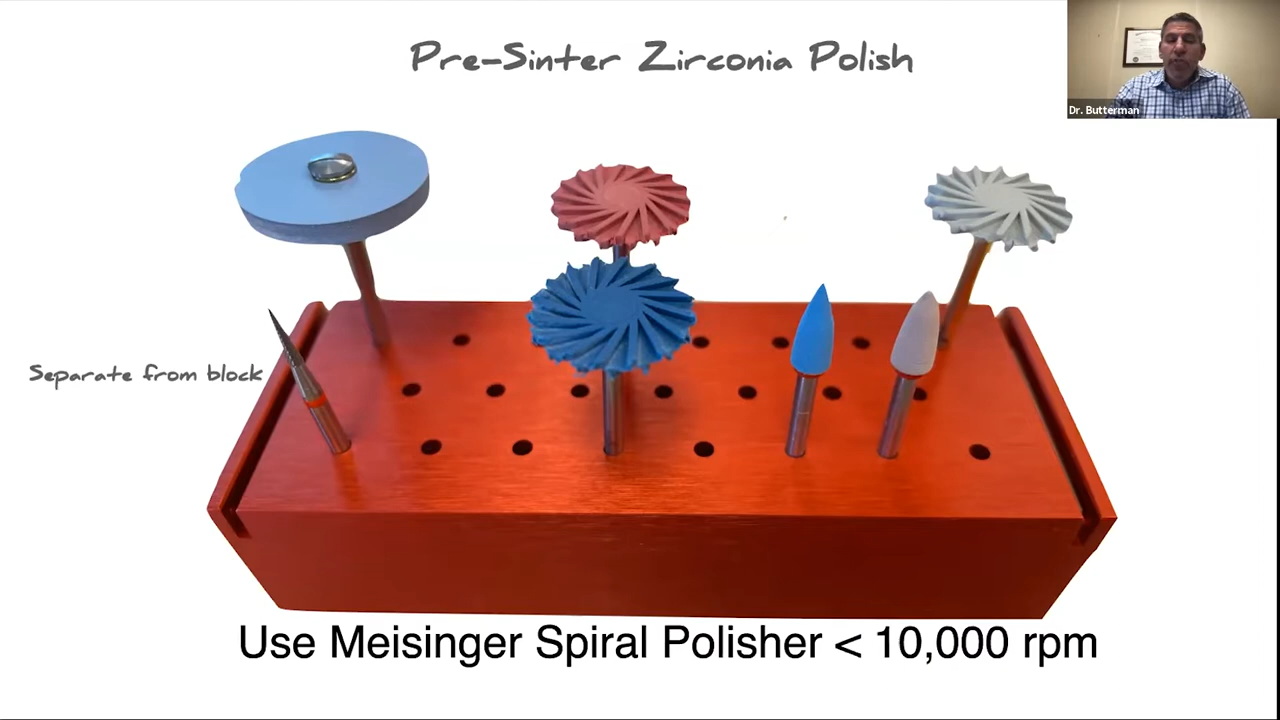 Pre-Sinter Zirconia Polish
Dr. Butterman
Separate from block
Use Meisinger Spiral Polisher < 10,000 rpm